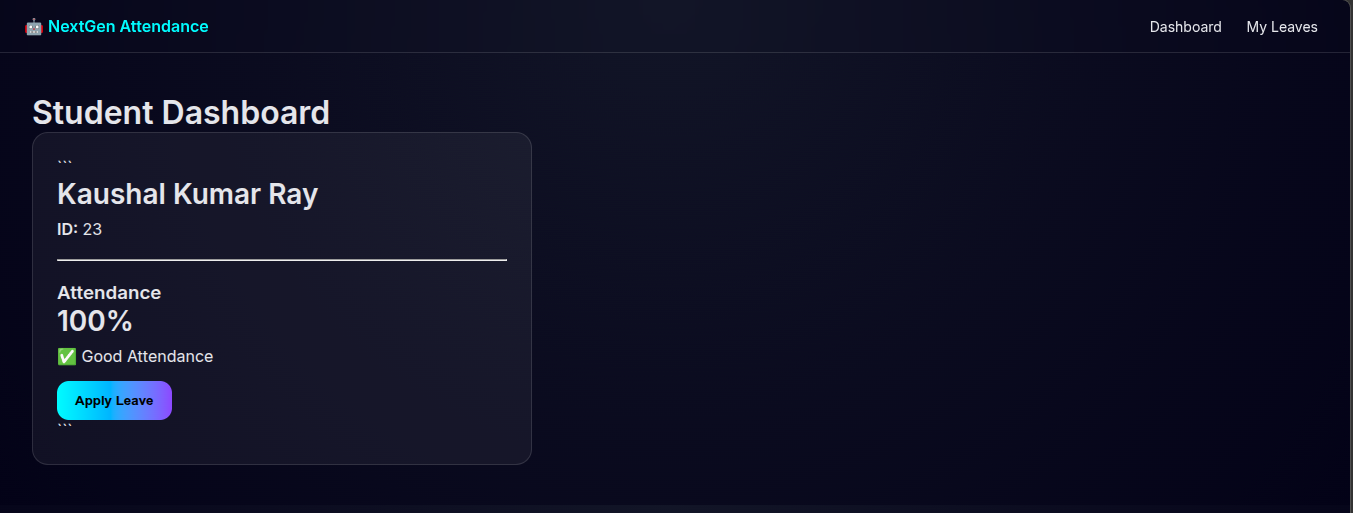 🤖 NextGen Attendance
Dashboard My Leaves
Student Dashboard
```
Kaushal Kumar Ray
ID: 23
Attendance
100%
✅ Good Attendance
Apply Leave
```